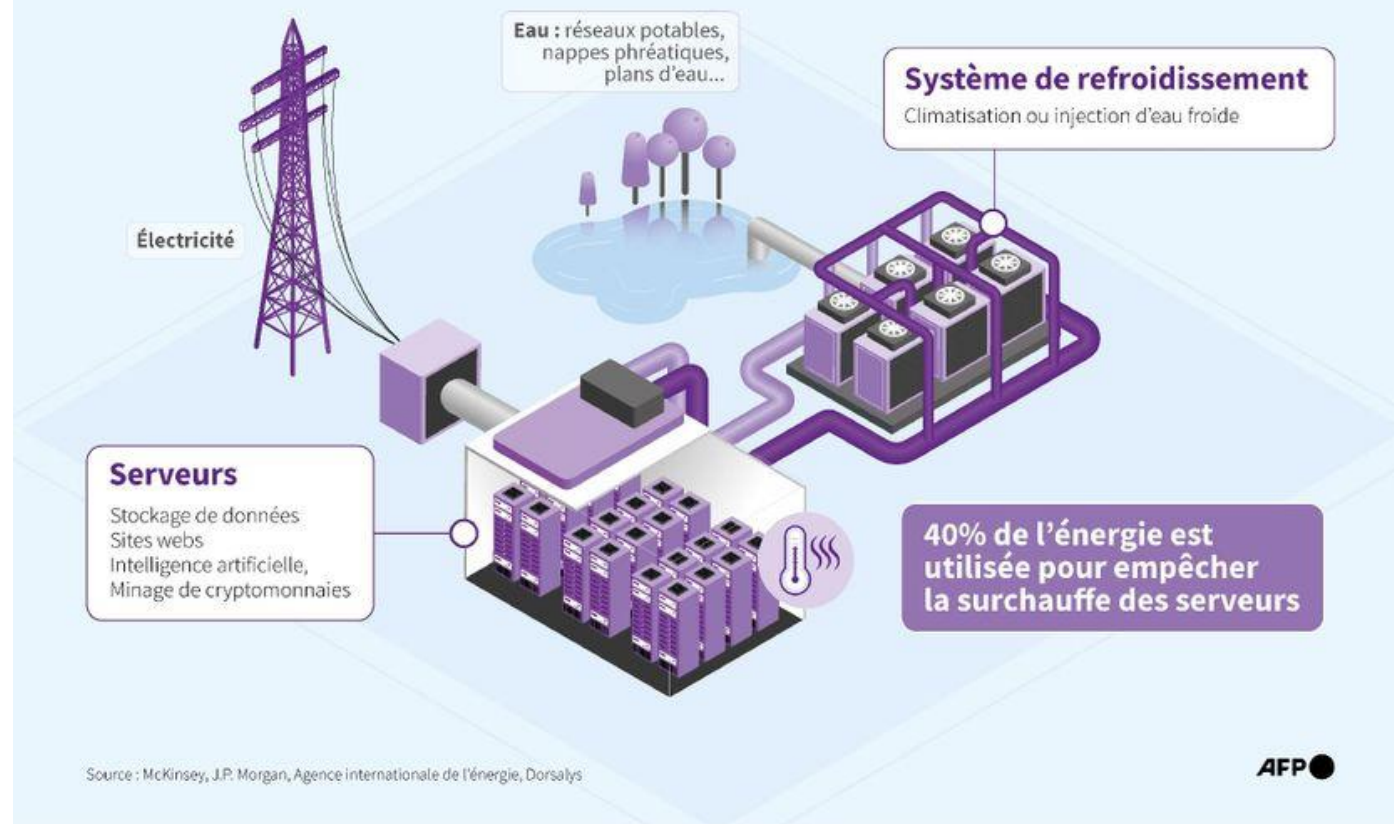 Eau : réseaux potables,
nappes phréatiques,
plans d'eau...
Système de refroidissement
Climatisation ou injection d'eau froide
Électricité
Serveurs
Stockage de données
Sites webs
Intelligence artificielle,
Minage de cryptomonnaies
40% de l'énergie est
utilisée pour empêcher
la surchauffe des serveurs
Source : McKinsey, J.P. Morgan, Agence internationale de l'énergie, Dorsalys
AFP